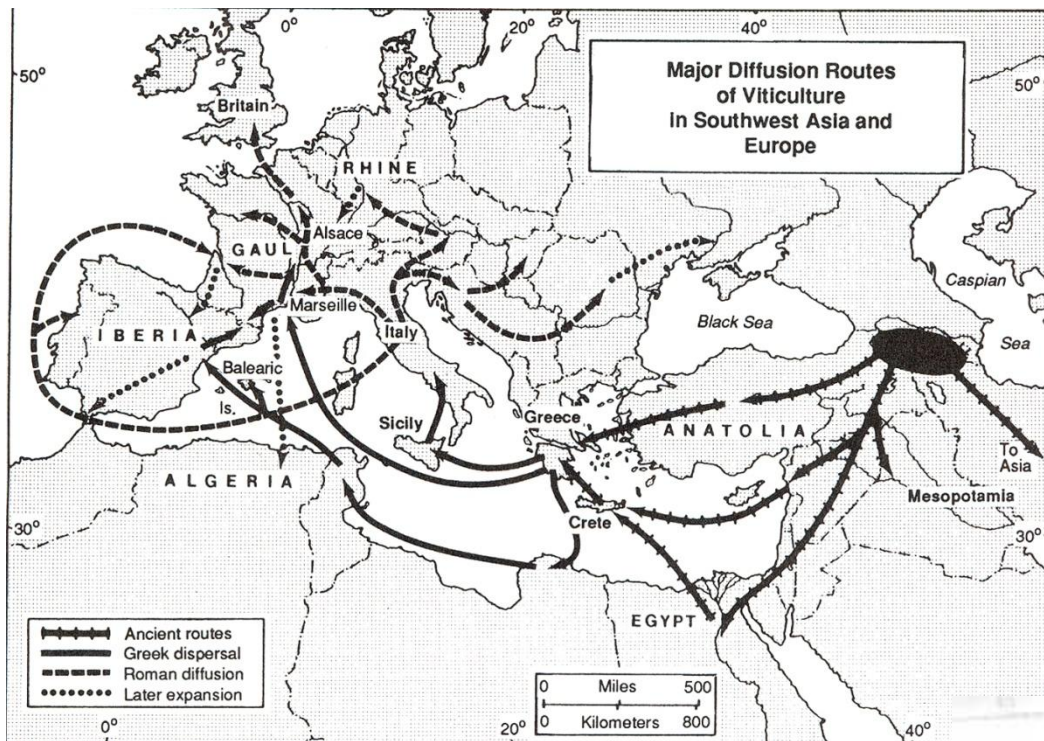 0°
20°
50°
50°
Major Diffusion Routes
of Viticulture
in Southwest Asia and
Europe
Britain
RHINE
Alsace
GAUL
Caspian
Sea
Marseille
Black Sea
IBERIA
Italy
Balearic
Is.
Sicily
Greece
ANATOLIA
To
Asia
ALGERIA
Mesopotamia
Crete
30°
30°
EGYPT
Ancient routes
Greek dispersal
Roman diffusion
Later expansion
0 Miles 500
0 Kilometers 800
0°
20°
40°